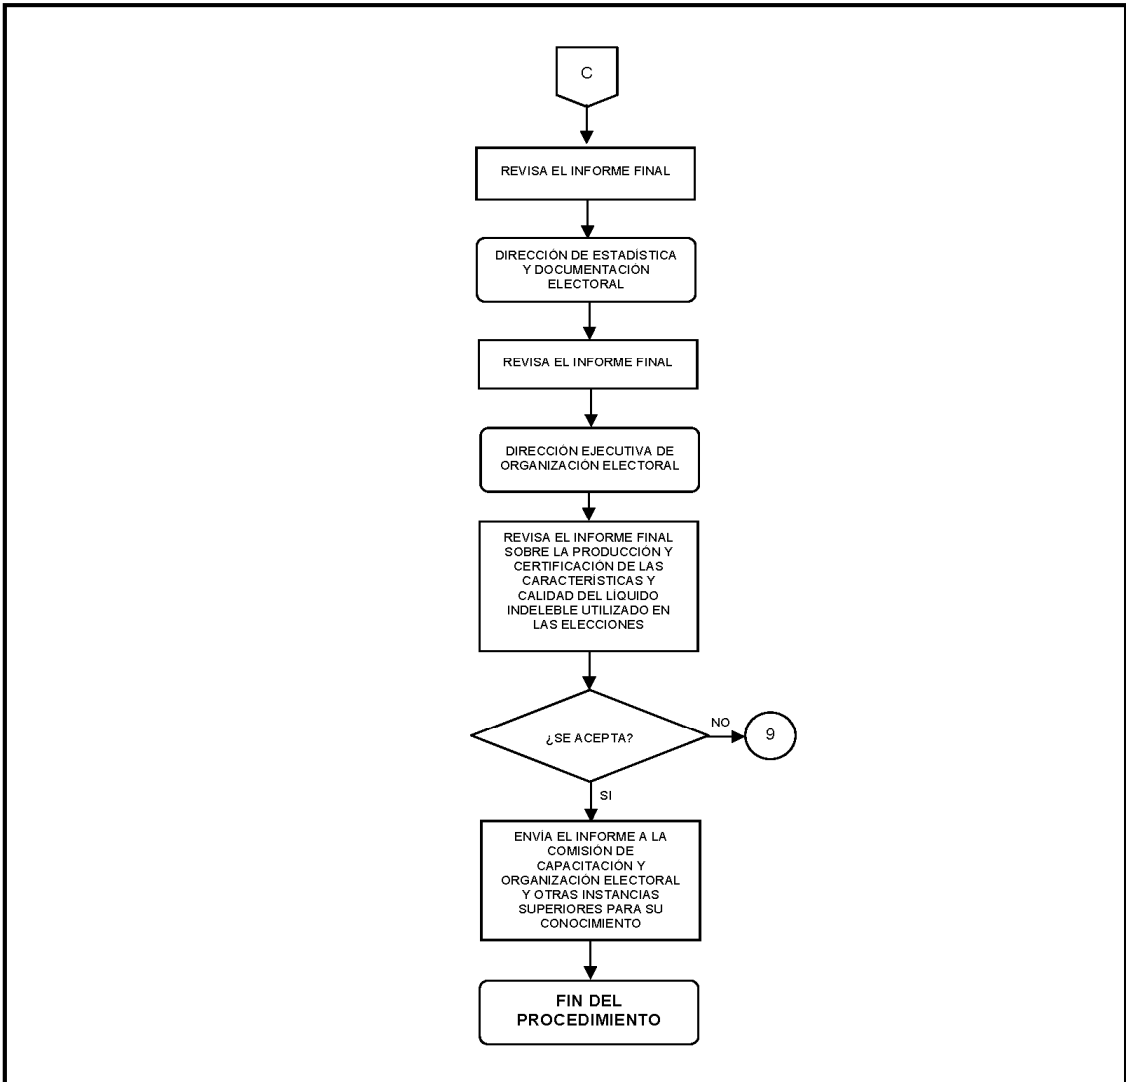 C
REVISA EL INFORME FINAL
DIRECCIÓN DE ESTADÍSTICA
Y DOCUMENTACIÓN
ELECTORAL
REVISA EL INFORME FINAL
DIRECCIÓN EJECUTIVA DE
ORGANIZACIÓN ELECTORAL
REVISA EL INFORME FINAL
SOBRE LA PRODUCCIÓN Y
CERTIFICACIÓN DE LAS
CARACTERÍSTICAS Y
CALIDAD DEL LÍQUIDO
INDELEBLE UTILIZADO EN
LAS ELECCIONES
¿SE ACEPTA?
NO
9
SI
ENVÍA EL INFORME A LA
COMISIÓN DE
CAPACITACIÓN Y
ORGANIZACIÓN ELECTORAL
Y OTRAS INSTANCIAS
SUPERIORES PARA SU
CONOCIMIENTO
FIN DEL
PROCEDIMIENTO